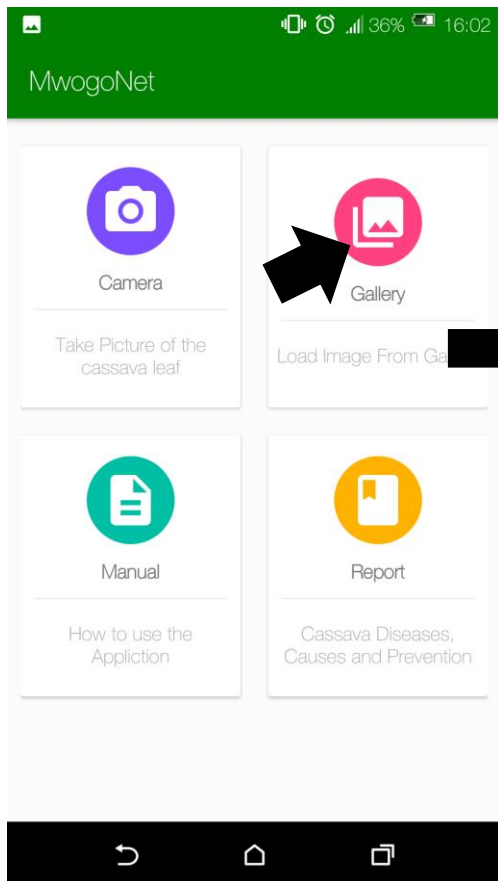 36% 16:02
MwogoNet
Camera
Take Picture of the
cassava leaf
Gallery
Load Image From
Manual
How to use the
Appliction
Report
Cassava Diseases,
Causes and Prevention